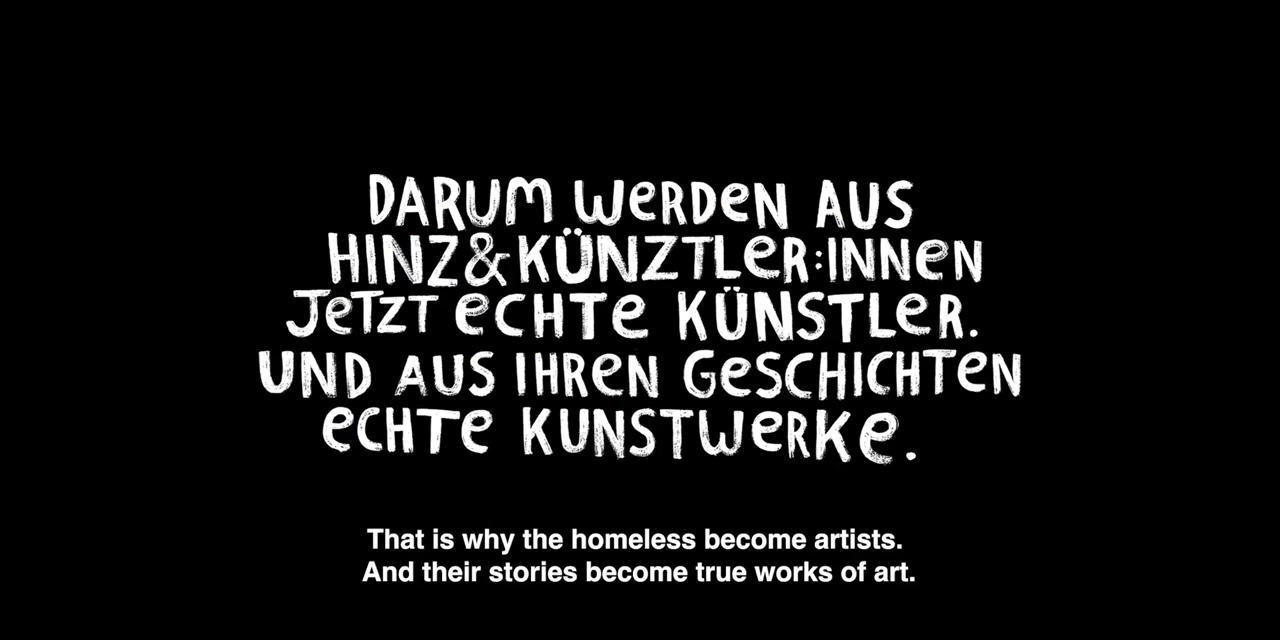 DARUM WERDEN AUS
HINZ&KÜNZTLER:INNEN
JETZT ECHTE KÜNSTLER.
UND AUS IHREN GESCHICHTEN
ECHTE KUNSTWERKE.
That is why the homeless become artists.
And their stories become true works of art.